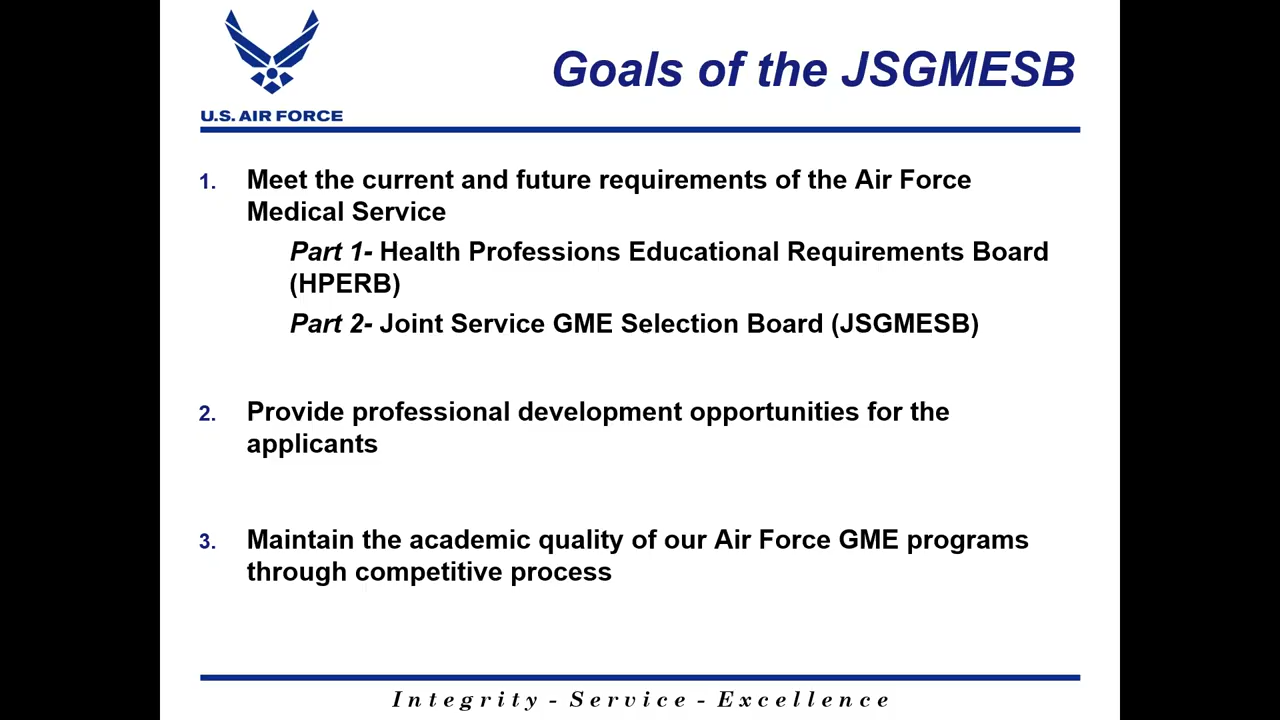 U.S. AIR FORCE
Goals of the JSGMESB
1. Meet the current and future requirements of the Air Force
Medical Service
Part 1- Health Professions Educational Requirements Board
(HPERB)
Part 2- Joint Service GME Selection Board (JSGMESB)
2. Provide professional development opportunities for the
applicants
3. Maintain the academic quality of our Air Force GME programs
through competitive process
Integrity - Service - Excellence